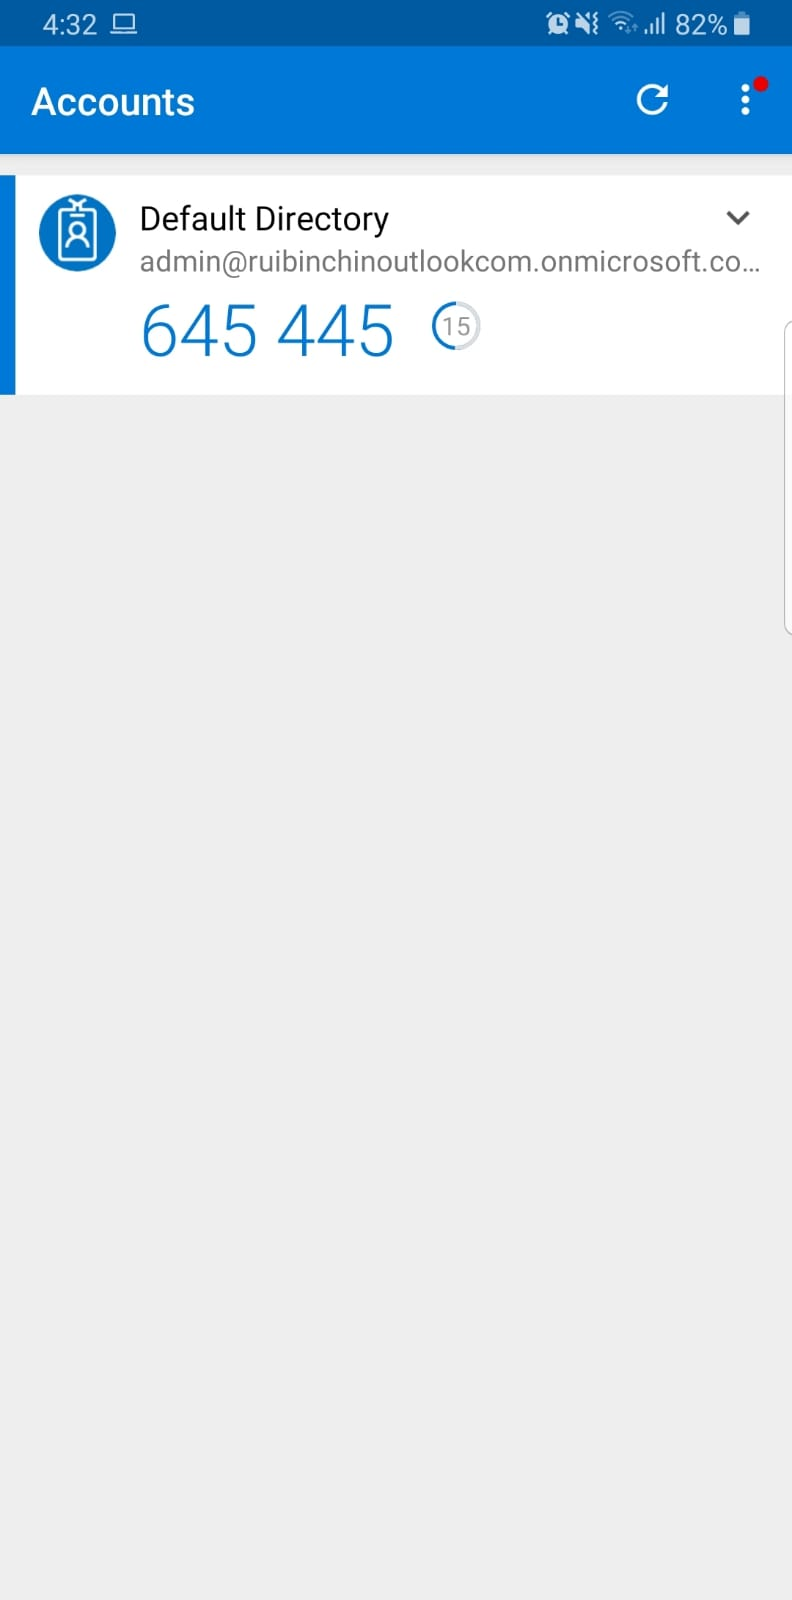 4:32 82%
Accounts
Default Directory
admin@ruibinchinoutlookcom.onmicrosoft.co...
645 445 15